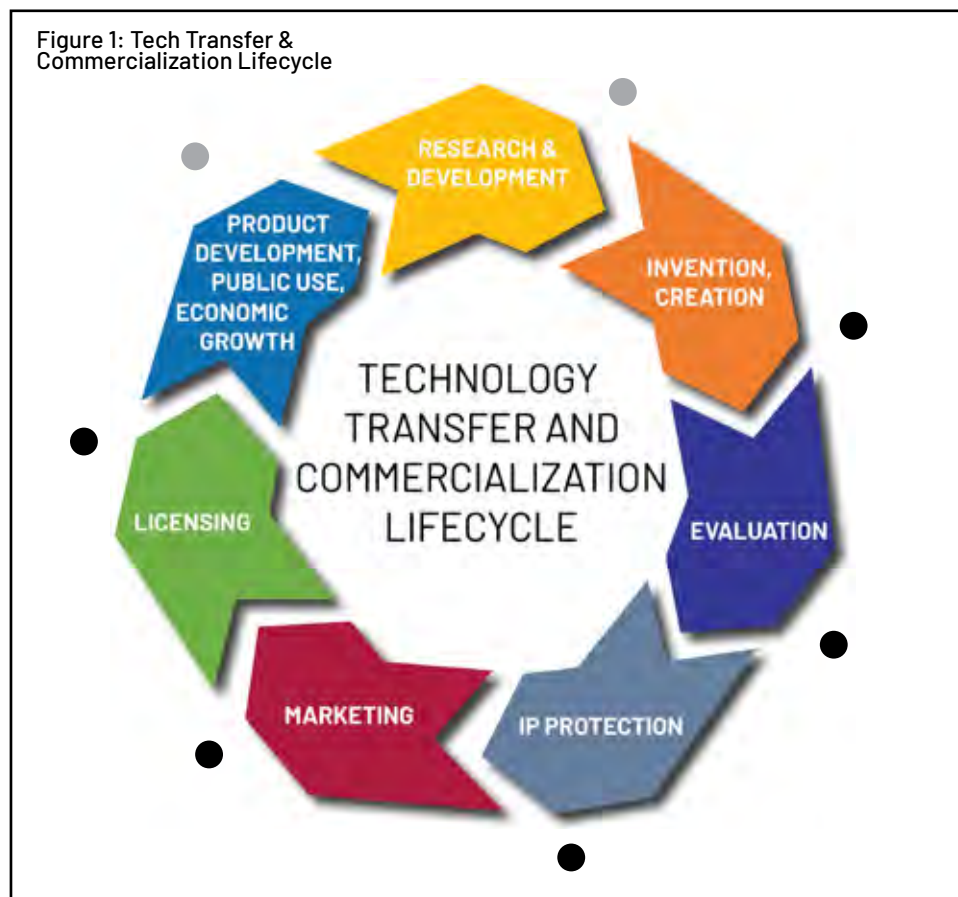 Figure 1: Tech Transfer &
Commercialization Lifecycle
RESEARCH &
DEVELOPMENT
INVENTION,
CREATION
EVALUATION
IP PROTECTION
MARKETING
LICENSING
PRODUCT
DEVELOPMENT,
PUBLIC USE,
ECONOMIC
GROWTH
TECHNOLOGY
TRANSFER AND
COMMERCIALIZATION
LIFECYCLE